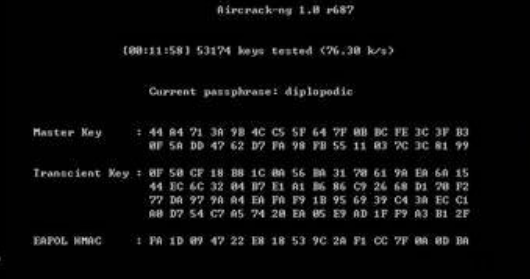 Aircrack-ng 1.0 r687
[00:11:58] 53174 keys tested (76.30 k/s)
Current passphrase: diplopodic
Master Key : 44 A4 71 3A 9B 4C C5 5F 64 7F 0B BC FE 3C 3F B3
0F 5A DD 47 62 D7 FA 98 FB 55 11 03 7C 3C 81 99
Transcient Key : 0F 50 CF 18 B8 1C 0A 56 BA 31 70 61 9A EA 6A 15
44 EC 6C 32 04 B7 E1 A1 B6 86 C9 26 68 D1 70 F2
77 DA 97 9A A4 EA FA F9 1B 95 69 39 C4 3A EC C1
A0 D7 54 C7 A5 74 20 EA 05 E9 AD 1F F9 A3 B1 2F
EAPOL HMAC : FA 1D 09 47 22 E8 18 53 9C 2A F1 CC 7F 0A 0D BA